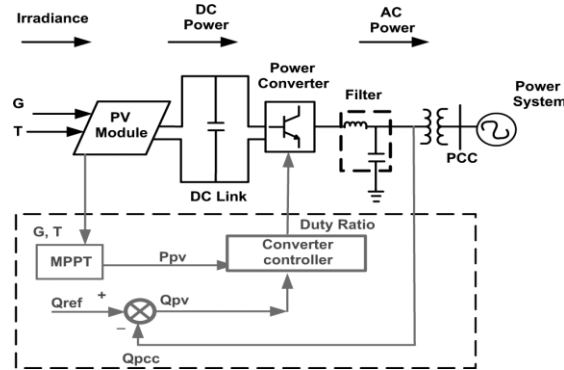 Irradiance
DC
Power
AC
Power
Power
Converter
Filter
Power
System
G
T
PV
Module
DC Link
PCC
G, T
Duty Ratio
MPPT
Ppv
Converter
controller
Qref
+
Qpv
−
Qpcc